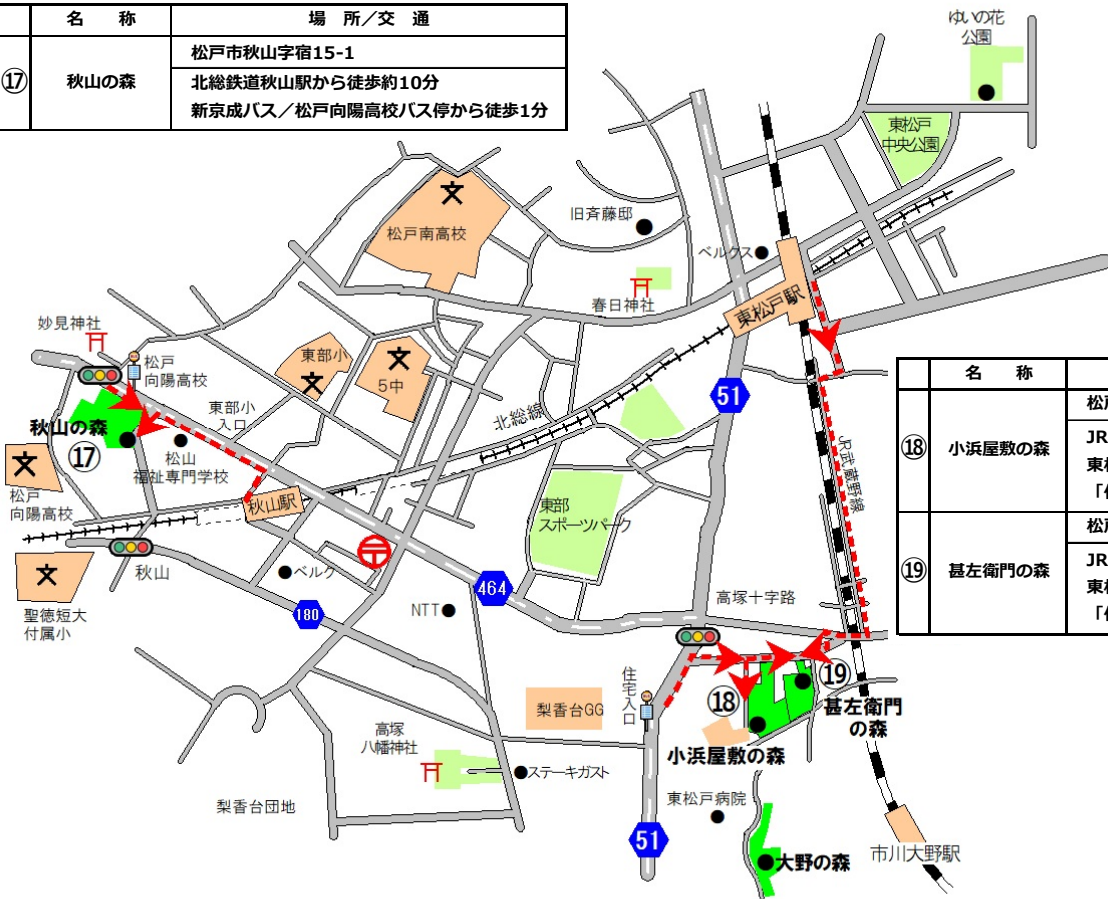 名　称
場　所／交　通
⑰
秋山の森
松戸市秋山字宿15-1
北総鉄道秋山駅から徒歩約10分
新京成バス／松戸向陽高校バス停から徒歩1分
ゆいの花
公園
東松戸
中央公園
旧斉藤邸
ベルクス
松戸南高校
春日神社
東松戸駅
妙見神社
松戸
向陽高校
東部小
5中
51
北総線
JR武蔵野線
東部小
入口
秋山の森
⑰
松山
福祉専門学校
松戸
向陽高校
秋山駅
東部
スポーツパーク
秋山
聖徳短大
付属小
ベルク
180
464
NTT
高塚十字路
住宅入口
梨香台GG
⑱
⑲
甚左衛門
の森
小浜屋敷の森
高塚
八幡神社
ステーキガスト
梨香台団地
東松戸病院
51
大野の森
市川大野駅
名　称
⑱
小浜屋敷の森
松
JR
東
「
⑲
甚左衛門の森
松
JR
東
「